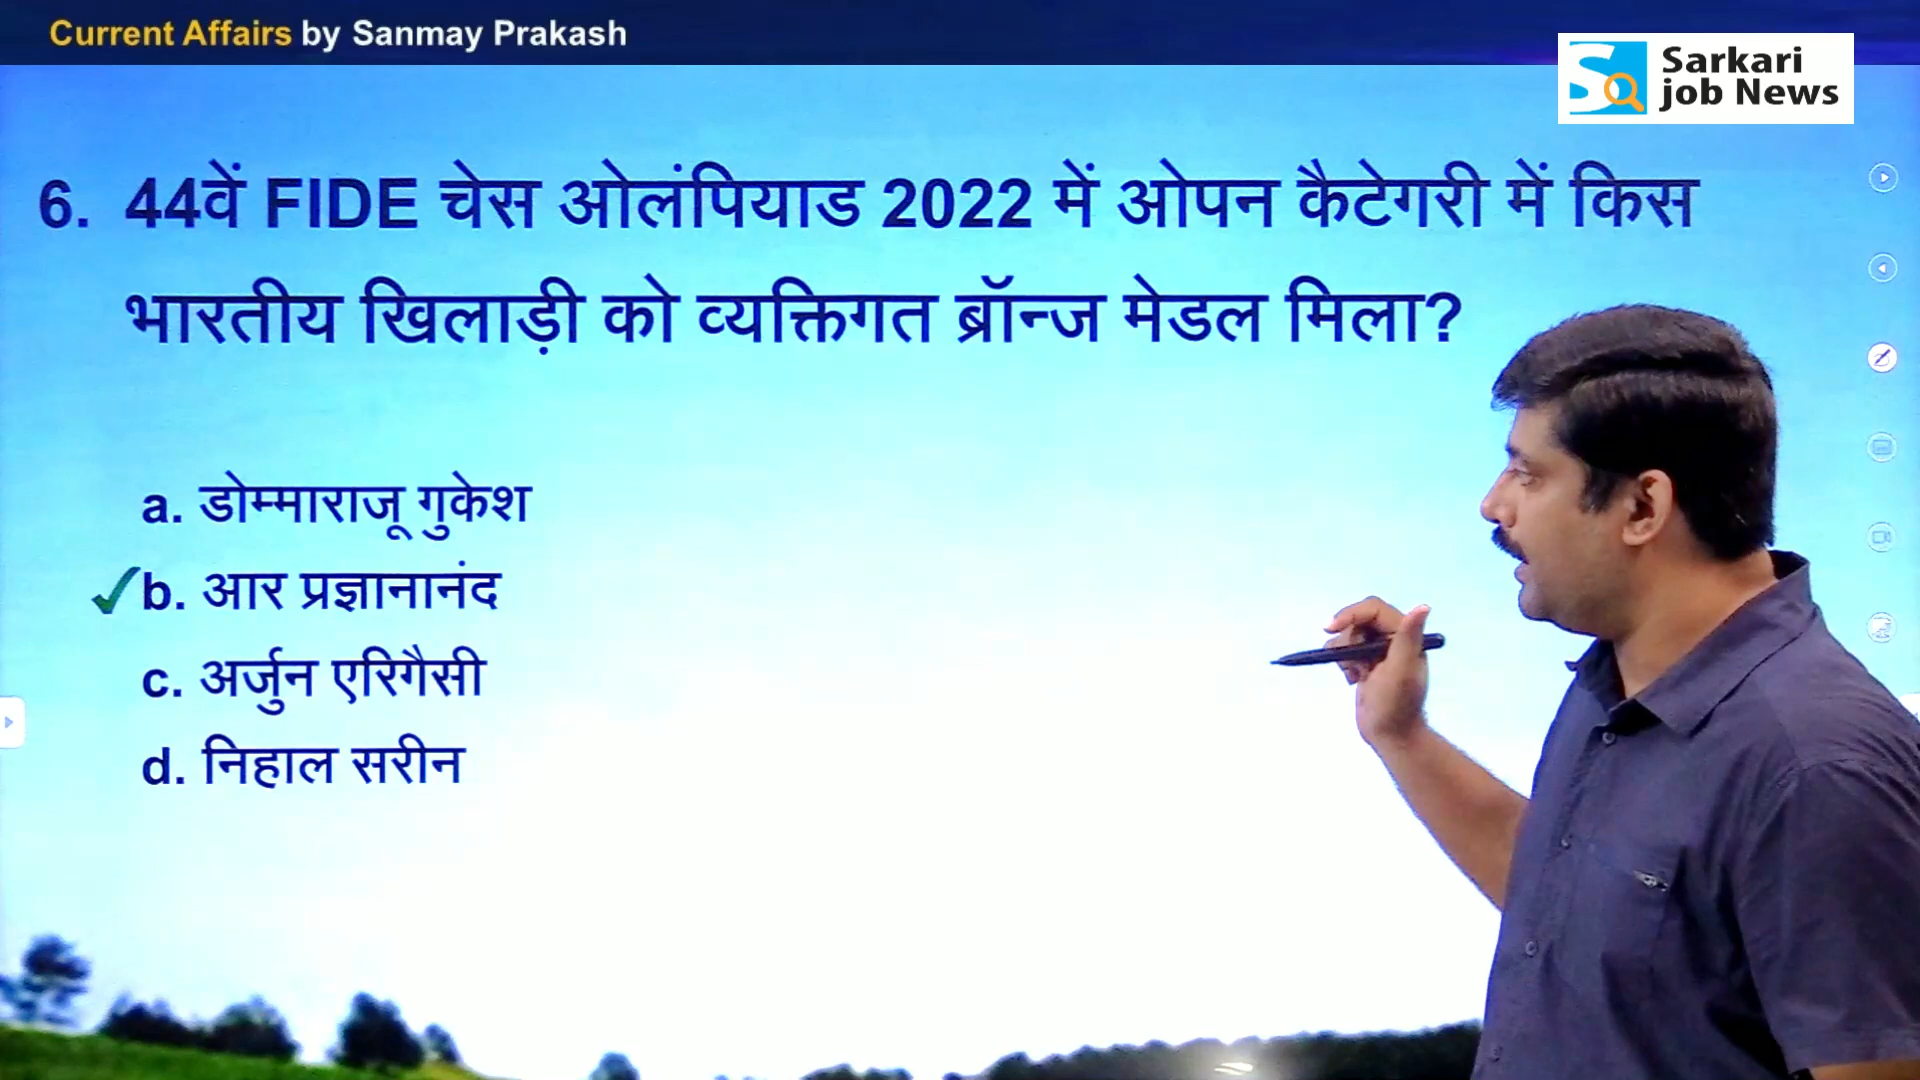 Current Affairs by Sanmay Prakash
Sarkari
job News
6. 44वें FIDE चेस ओलंपियाड 2022 में ओपन कैटेगरी में किस
भारतीय खिलाड़ी को व्यक्तिगत ब्रॉन्ज मेडल मिला?
a. डोम्माराजू गुकेश
b. आर प्रज्ञानानंद
c. अर्जुन एरिगैसी
d. निहाल सरीन